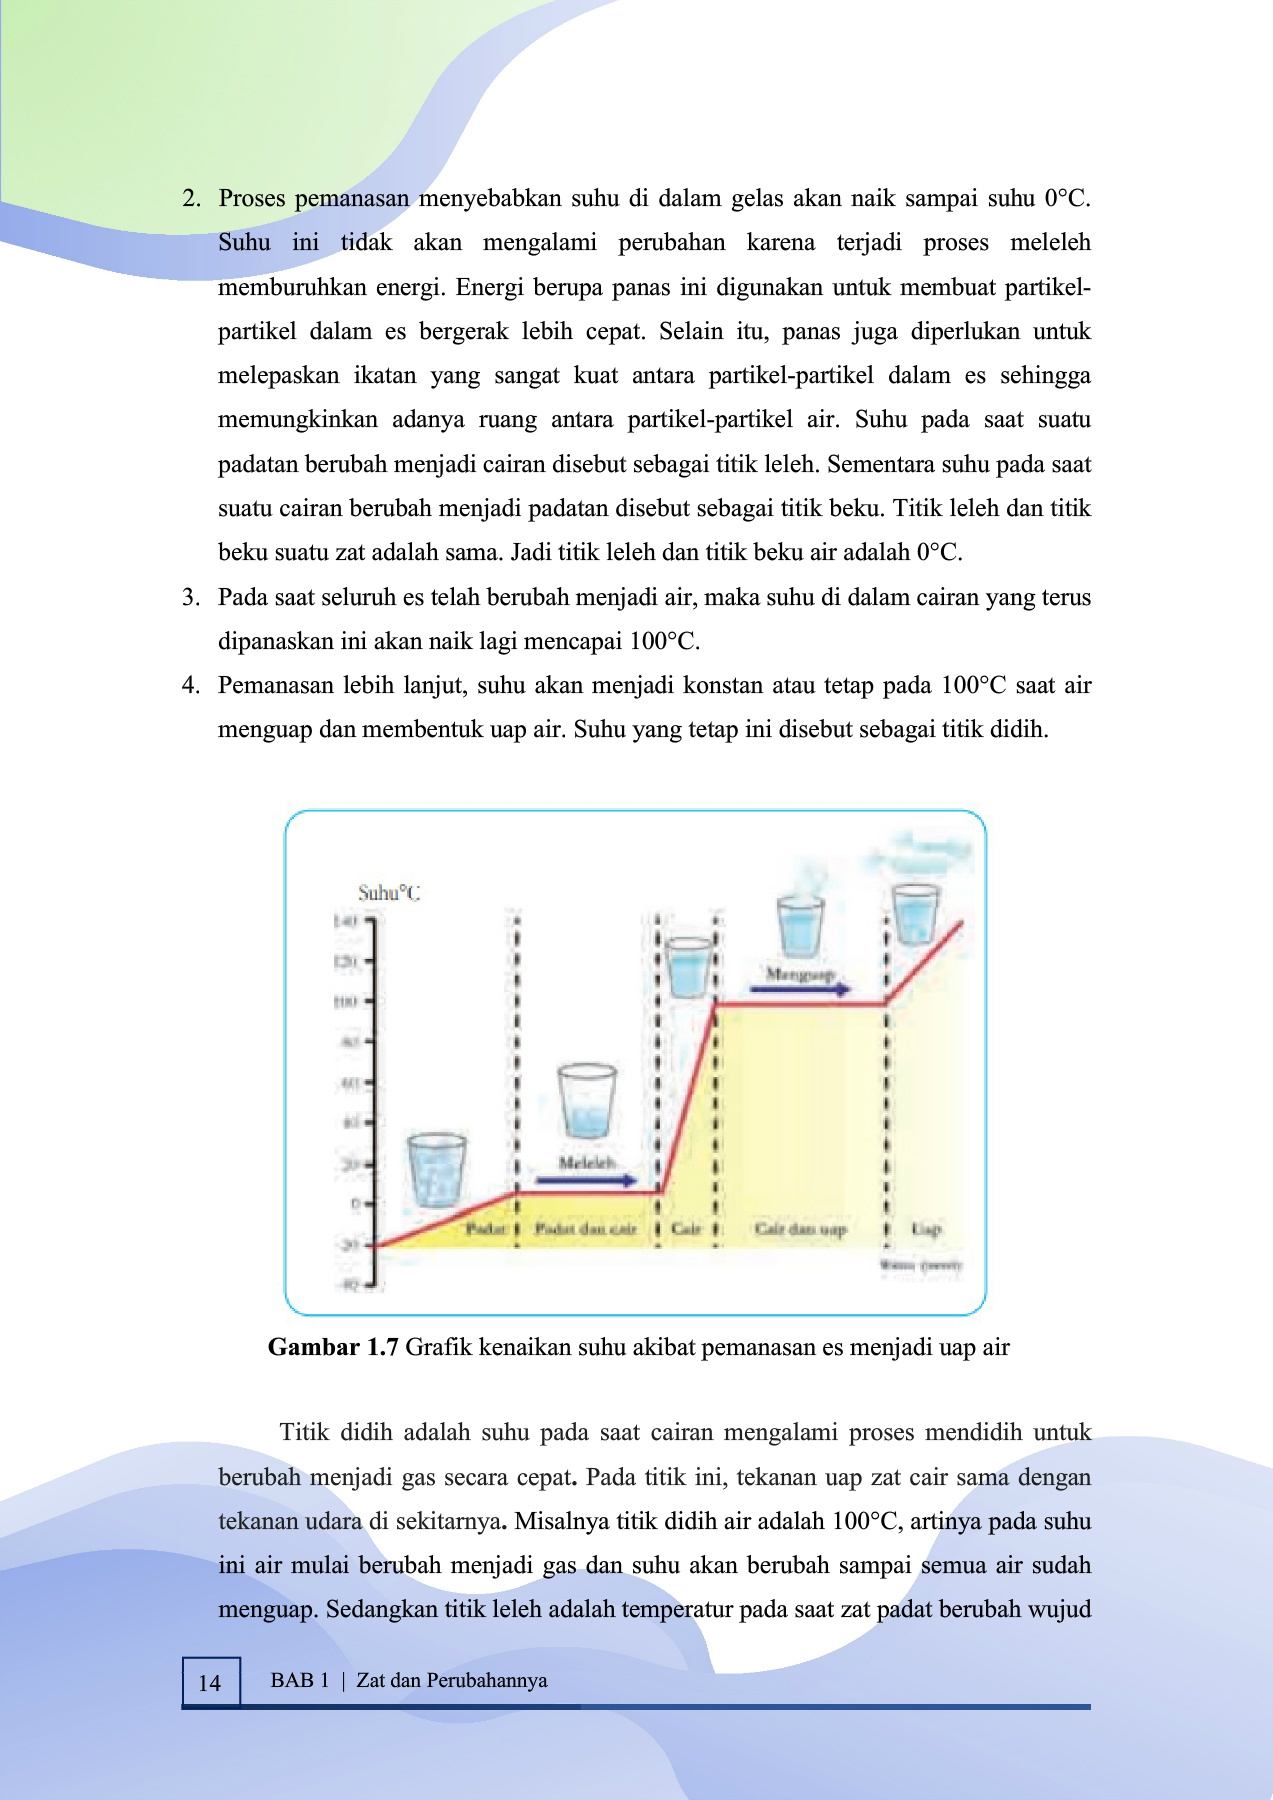 2. Proses pemanasan menyebabkan suhu di dalam gelas akan naik sampai suhu 0°C.
Suhu ini tidak akan mengalami perubahan karena terjadi proses meleleh
memburuhkan energi. Energi berupa panas ini digunakan untuk membuat partikel-
partikel dalam es bergerak lebih cepat. Selain itu, panas juga diperlukan untuk
melepaskan ikatan yang sangat kuat antara partikel-partikel dalam es sehingga
memungkinkan adanya ruang antara partikel-partikel air. Suhu pada saat suatu
padatan berubah menjadi cairan disebut sebagai titik leleh. Sementara suhu pada saat
suatu cairan berubah menjadi padatan disebut sebagai titik beku. Titik leleh dan titik
beku suatu zat adalah sama. Jadi titik leleh dan titik beku air adalah 0°C.
3. Pada saat seluruh es telah berubah menjadi air, maka suhu di dalam cairan yang terus
dipanaskan ini akan naik lagi mencapai 100°C.
4. Pemanasan lebih lanjut, suhu akan menjadi konstan atau tetap pada 100°C saat air
menguap dan membentuk uap air. Suhu yang tetap ini disebut sebagai titik didih.
Suhu°C
140
120
100
80
60
40
20
0
-20
-40
Menguap
Meleleh
Padat
Padat dan cair
Cair
Cair dan uap
Uap
Gambar 1.7 Grafik kenaikan suhu akibat pemanasan es menjadi uap air
Titik didih adalah suhu pada saat cairan mengalami proses mendidih untuk
berubah menjadi gas secara cepat. Pada titik ini, tekanan uap zat cair sama dengan
tekanan udara di sekitarnya. Misalnya titik didih air adalah 100°C, artinya pada suhu
ini air mulai berubah menjadi gas dan suhu akan berubah sampai semua air sudah
menguap. Sedangkan titik leleh adalah temperatur pada saat zat padat berubah wujud
14
BAB 1 | Zat dan Perubahannya